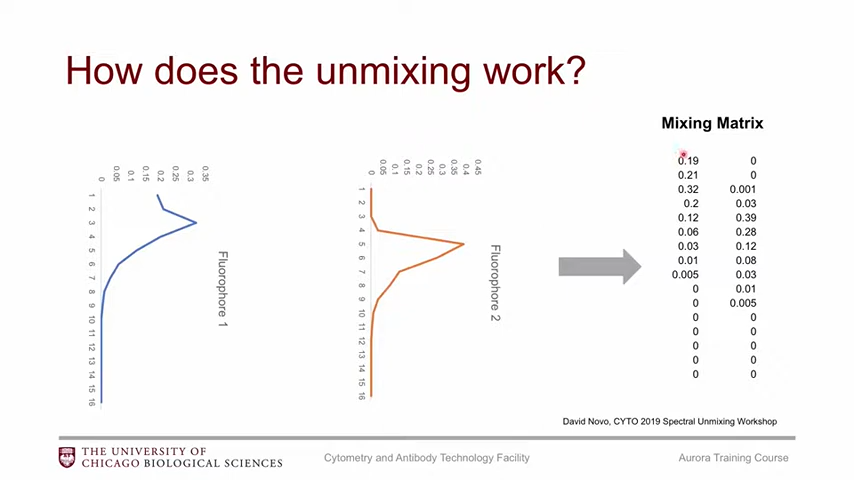 How does the unmixing work?
Mixing Matrix
0 0.05 0.1 0.15 0.2 0.25 0.3 0.35
1 2 3 4 5 6 7 8 9 10 11 12 13 14 15 16
Fluorophore 1
0 0.05 0.1 0.15 0.2 0.25 0.3 0.35 0.4 0.45
1 2 3 4 5 6 7 8 9 10 11 12 13 14 15 16
Fluorophore 2
0.19 0
0.21 0
0.32 0.001
0.2 0.03
0.12 0.39
0.06 0.28
0.03 0.12
0.01 0.08
0.005 0.03
0 0.01
0 0.005
0 0
0 0
0 0
0 0
0 0
David Novo, CYTO 2019 Spectral Unmixing Workshop
THE UNIVERSITY OF
CHICAGO BIOLOGICAL SCIENCES
Cytometry and Antibody Technology Facility
Aurora Training Course